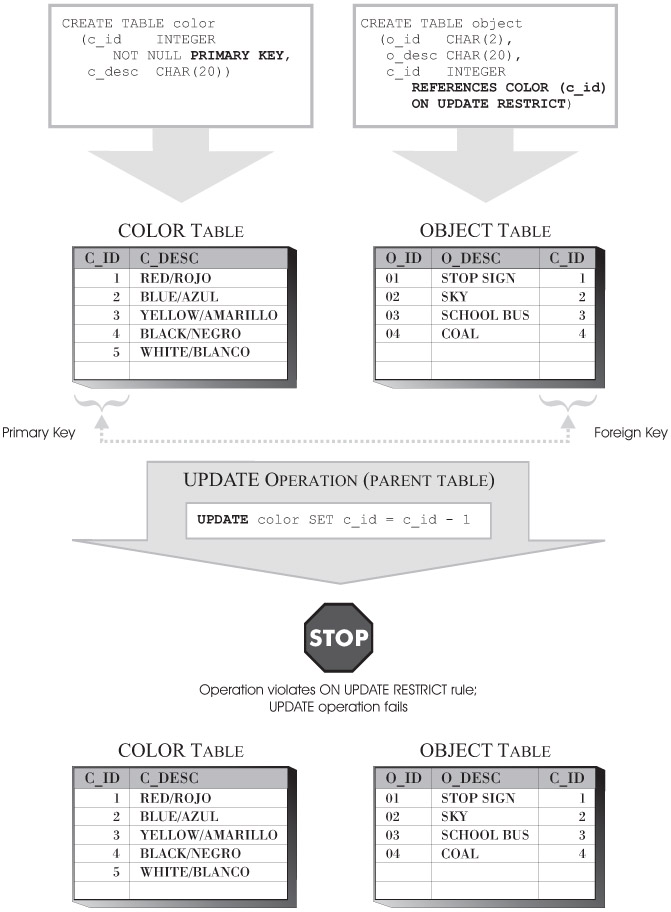 CREATE TABLE color
(c_id INTEGER
NOT NULL PRIMARY KEY,
c_desc CHAR(20))
CREATE TABLE object
(o_id CHAR(2),
o_desc CHAR(20),
c_id INTEGER
REFERENCES COLOR (c_id)
ON UPDATE RESTRICT)
COLOR TABLE
C_ID C_DESC
1 RED/ROJO
2 BLUE/AZUL
3 YELLOW/AMARILLO
4 BLACK/NEGRO
5 WHITE/BLANCO
OBJECT TABLE
O_ID O_DESC C_ID
01 STOP SIGN 1
02 SKY 2
03 SCHOOL BUS 3
04 COAL 4
Primary Key
Foreign Key
UPDATE OPERATION (PARENT TABLE)
UPDATE color SET c_id = c_id - 1
STOP
Operation violates ON UPDATE RESTRICT rule;
UPDATE operation fails
COLOR TABLE
C_ID C_DESC
1 RED/ROJO
2 BLUE/AZUL
3 YELLOW/AMARILLO
4 BLACK/NEGRO
5 WHITE/BLANCO
OBJECT TABLE
O_ID O_DESC C_ID
01 STOP SIGN 1
02 SKY 2
03 SCHOOL BUS 3
04 COAL 4